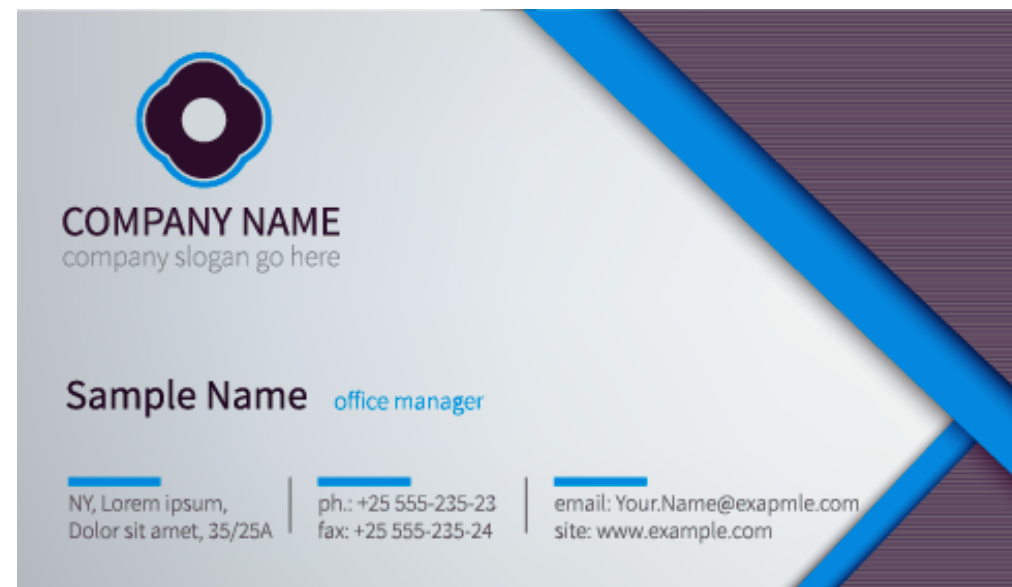 COMPANY NAME
company slogan go here
Sample Name office manager
NY, Lorem ipsum,
Dolor sit amet, 35/25A
ph.: +25 555-235-23
fax: +25 555-235-24
email: Your.Name@exapmle.com
site: www.example.com